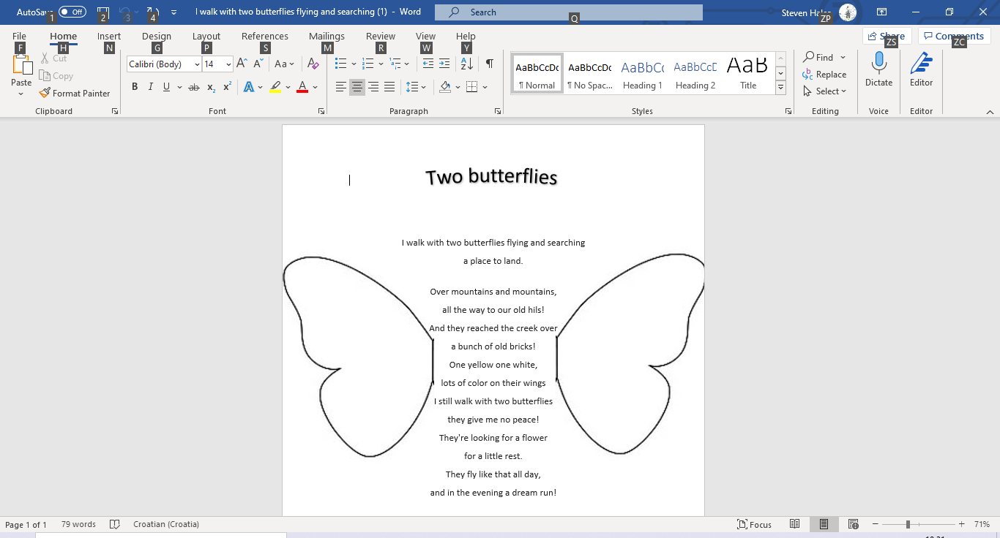 AutoSave Off I walk with two butterflies flying and searching (1) - Word Search Steven
1 2 3 4 Q ZP
File Home Insert Design Layout References Mailings Review View Help Share Comments
F H N G P S M R W Y ZS ZC
Paste
Cut
Copy
Format Painter
Clipboard
Calibri (Body) 14
Font
Paragraph
AaBbCcDc AaBbCcDc AaBbCc AaBbCcD AaB
¶ Normal ¶ No Spac... Heading 1 Heading 2 Title
Styles
Find
Replace
Select
Editing
Dictate
Voice
Editor
Editor
Two butterflies
I walk with two butterflies flying and searching
a place to land.
Over mountains and mountains,
all the way to our old hils!
And they reached the creek over
a bunch of old bricks!
One yellow one white,
lots of color on their wings
I still walk with two butterflies
they give me no peace!
They're looking for a flower
for a little rest.
They fly like that all day,
and in the evening a dream run!
Page 1 of 1 79 words Croatian (Croatia) Focus 71%